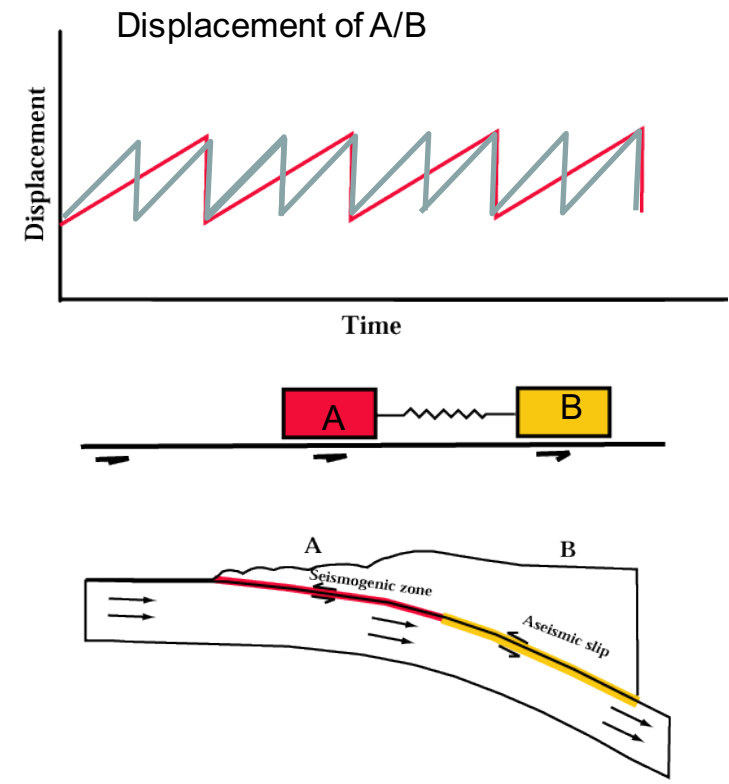 Displacement of A/B
Displacement
Time
A
B
A
B
Seismogenic zone
Aseismic slip